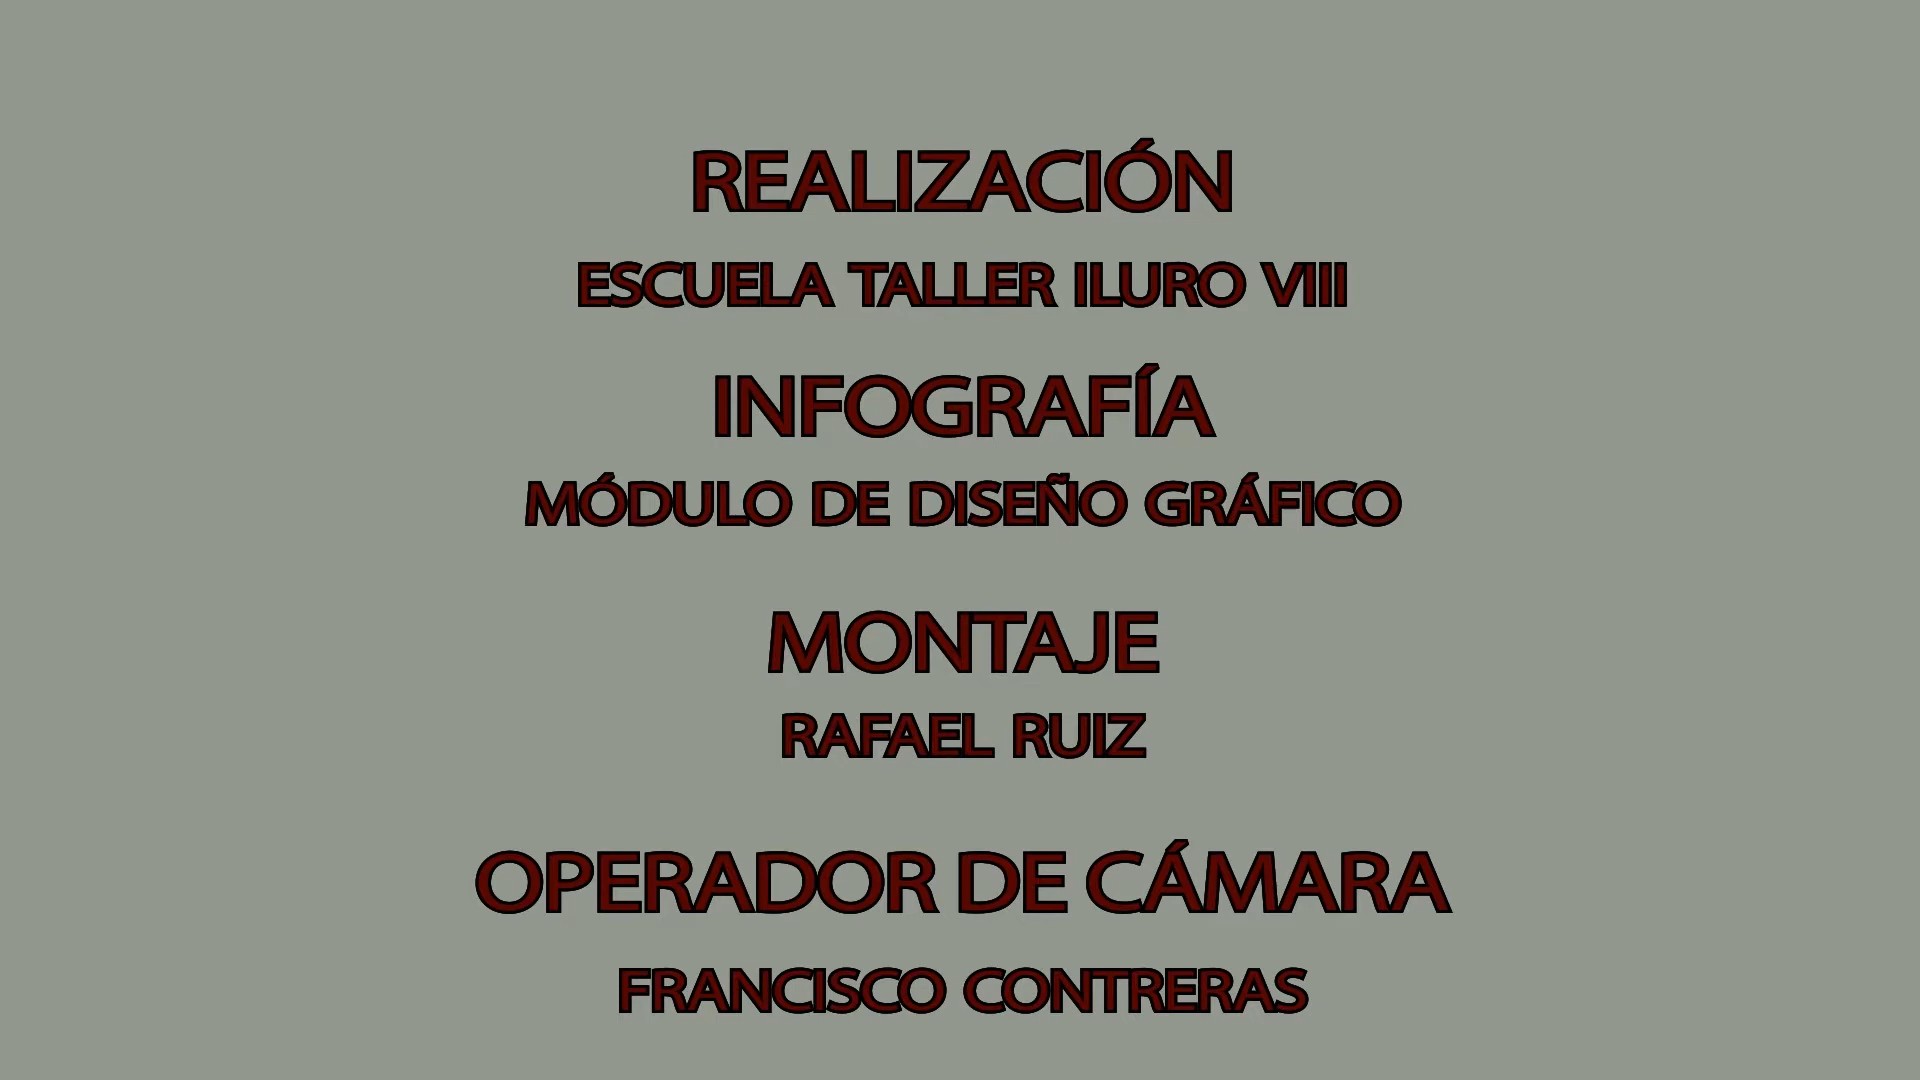 REALIZACIÓN
ESCUELA TALLER ILURO VIII
INFOGRAFÍA
MÓDULO DE DISEÑO GRÁFICO
MONTAJE
RAFAEL RUIZ
OPERADOR DE CÁMARA
FRANCISCO CONTRERAS